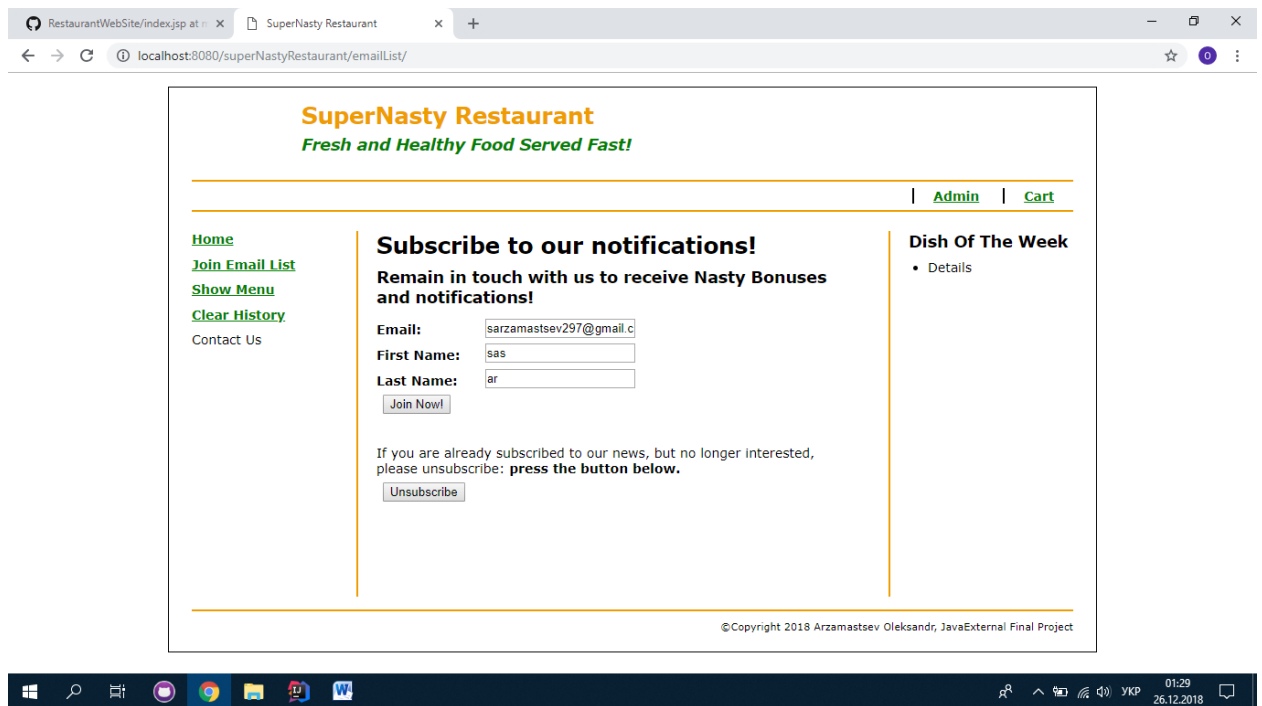 RestaurantWebSite/index.jsp at
SuperNasty Restaurant
localhost:8080/superNastyRestaurant/emailList/
O
SuperNasty Restaurant
Fresh and Healthy Food Served Fast!
Admin
Cart
Home
Join Email List
Show Menu
Clear History
Contact Us
Subscribe to our notifications!
Remain in touch with us to receive Nasty Bonuses
and notifications!
Email:
sarzamastsev297@gmail.c
First Name:
sas
Last Name:
ar
Join Now!
If you are already subscribed to our news, but no longer interested,
please unsubscribe: press the button below.
Unsubscribe
Dish Of The Week
• Details
©Copyright 2018 Arzamastsev Oleksandr, JavaExternal Final Project
УКР
01:29
26.12.2018